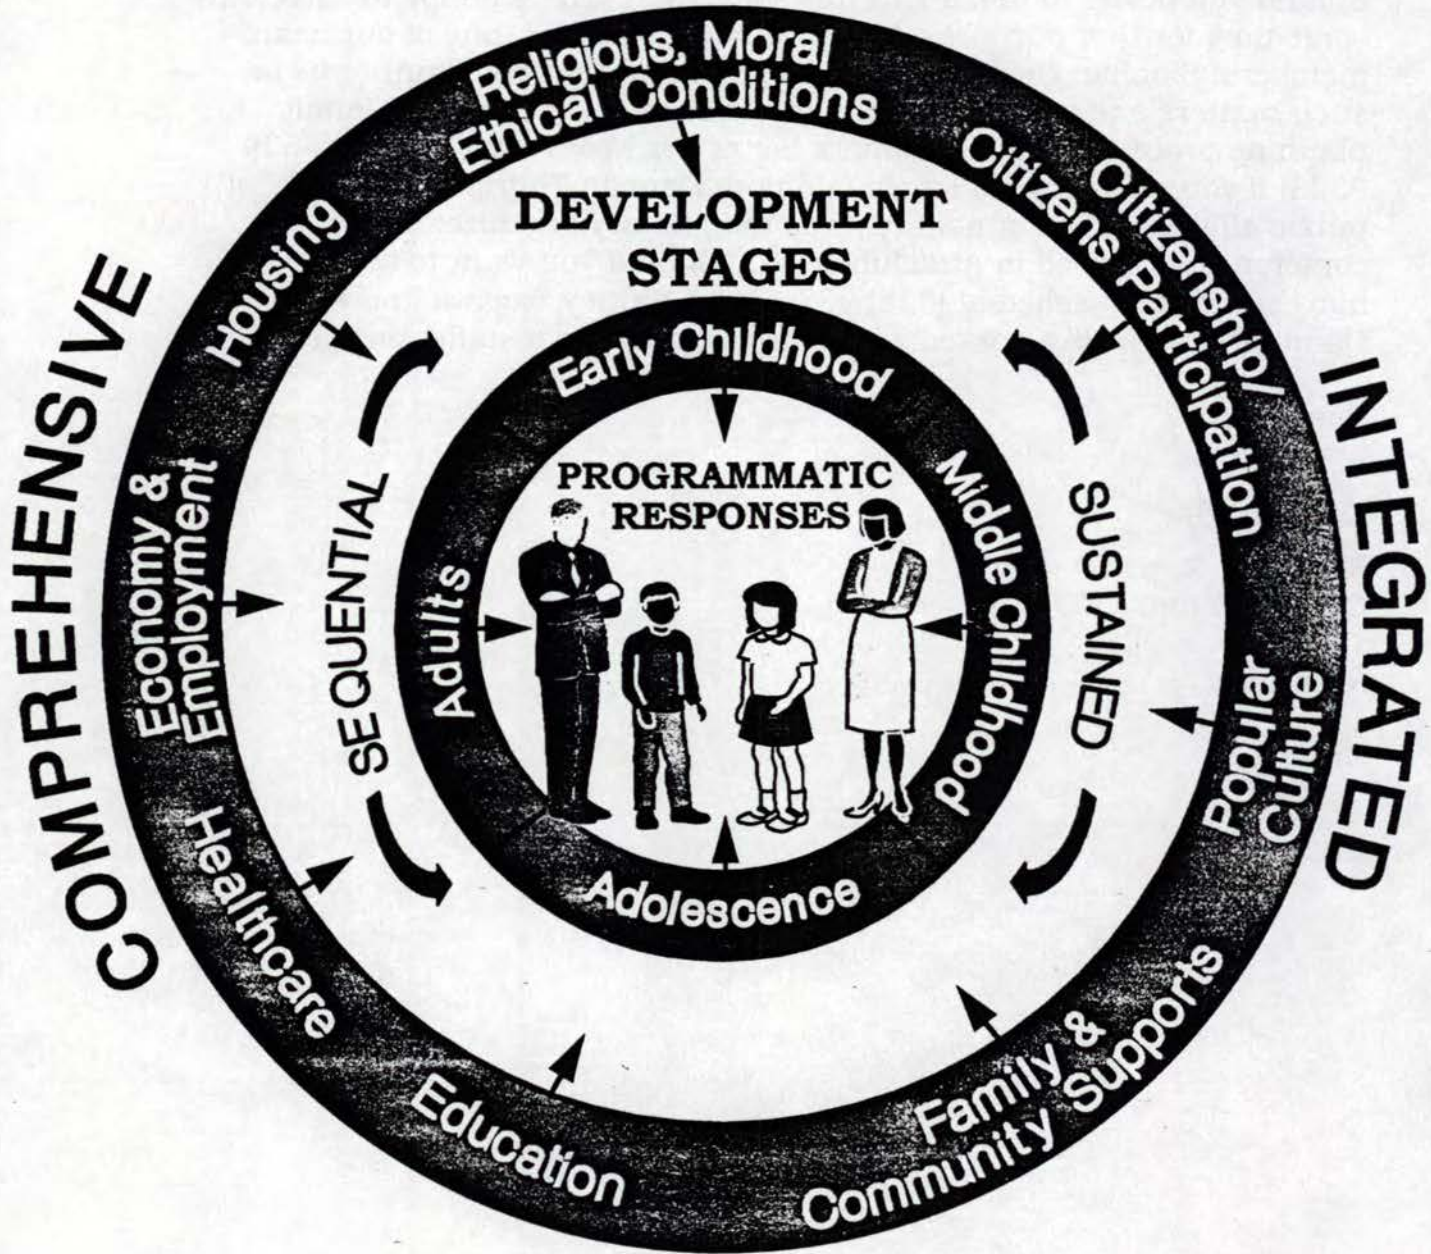 COMPREHENSIVE
INTEGRATED
Religious, Moral
Ethical Conditions
Citizenship/
Citizens Participation
Popular
Culture
Family &
Community Supports
Education
Healthcare
Economy &
Employment
Housing
DEVELOPMENT
STAGES
SEQUENTIAL
SUSTAINED
Early Childhood
Middle Childhood
Adolescence
Adults
PROGRAMMATIC
RESPONSES